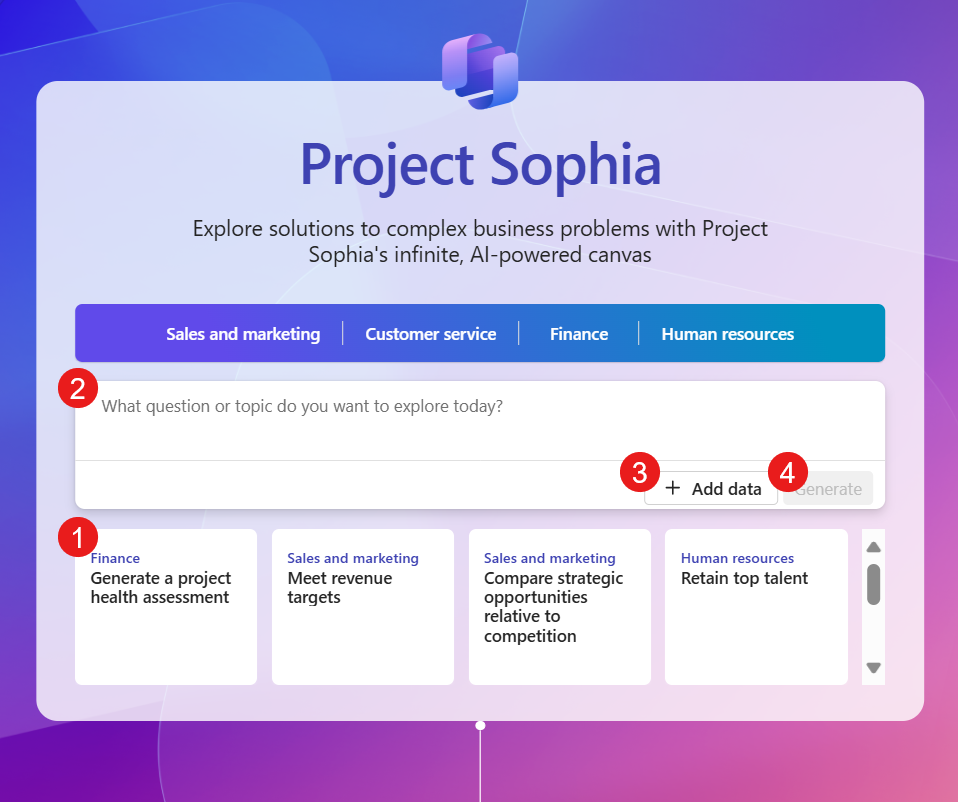 Project Sophia
Explore solutions to complex business problems with Project
Sophia's infinite, AI-powered canvas
Sales and marketing
Customer service
Finance
Human resources
2
What question or topic do you want to explore today?
3
+ Add data
4
Generate
1
Finance
Generate a project
health assessment
Sales and marketing
Meet revenue
targets
Sales and marketing
Compare strategic
opportunities
relative to
competition
Human resources
Retain top talent